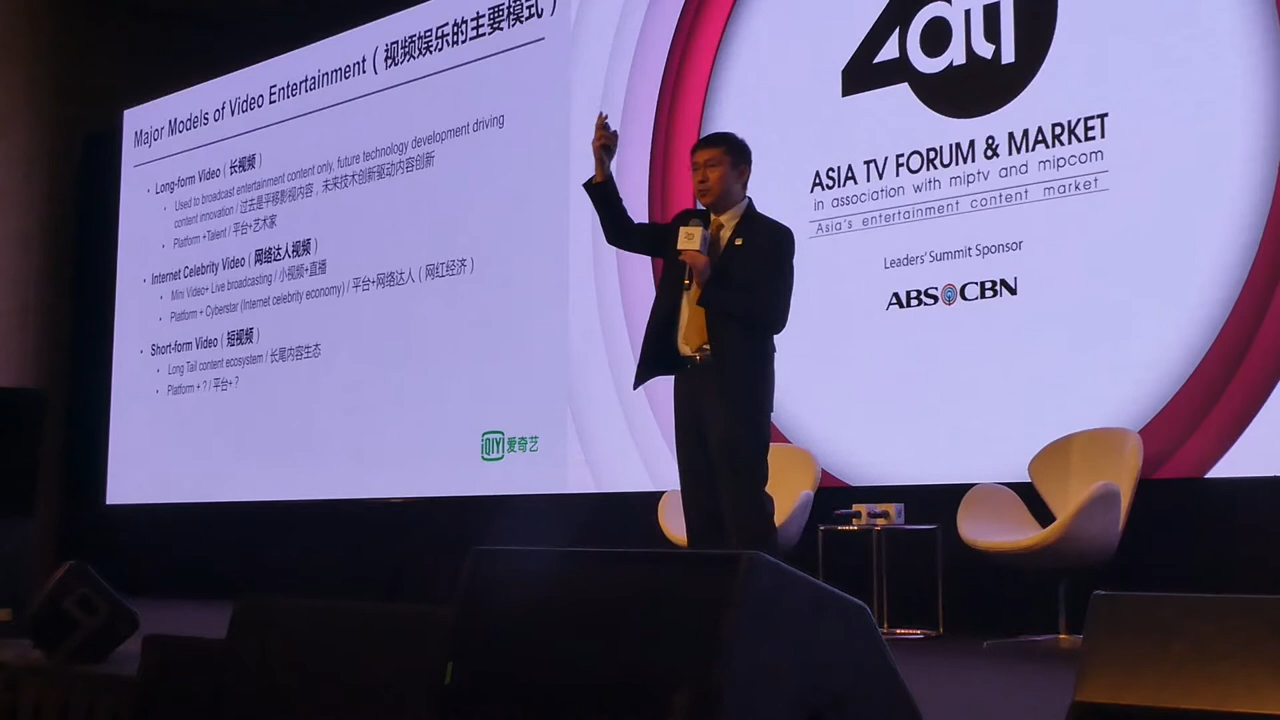 Major Models of Video Entertainment ( 视频娱乐的主要模式 )
• Long-form Video ( 长视频 )
• Used to broadcast entertainment content only, future technology development driving
content innovation / 过去是平移影视内容，未来技术创新驱动内容创新
• Platform +Talent / 平台+艺术家
• Internet Celebrity Video ( 网络达人视频 )
• Mini Video+ Live broadcasting / 小视频+直播
• Platform + Cyberstar (Internet celebrity economy) / 平台+网络达人 ( 网红经济 )
• Short-form Video ( 短视频 )
• Long Tail content ecosystem / 长尾内容生态
• Platform + ? / 平台+ ?
iQIYI 爱奇艺
atf
ASIA TV FORUM & MARKET
in association with miptv and mipcom
Asia's entertainment content market
Leaders' Summit Sponsor
ABS CBN